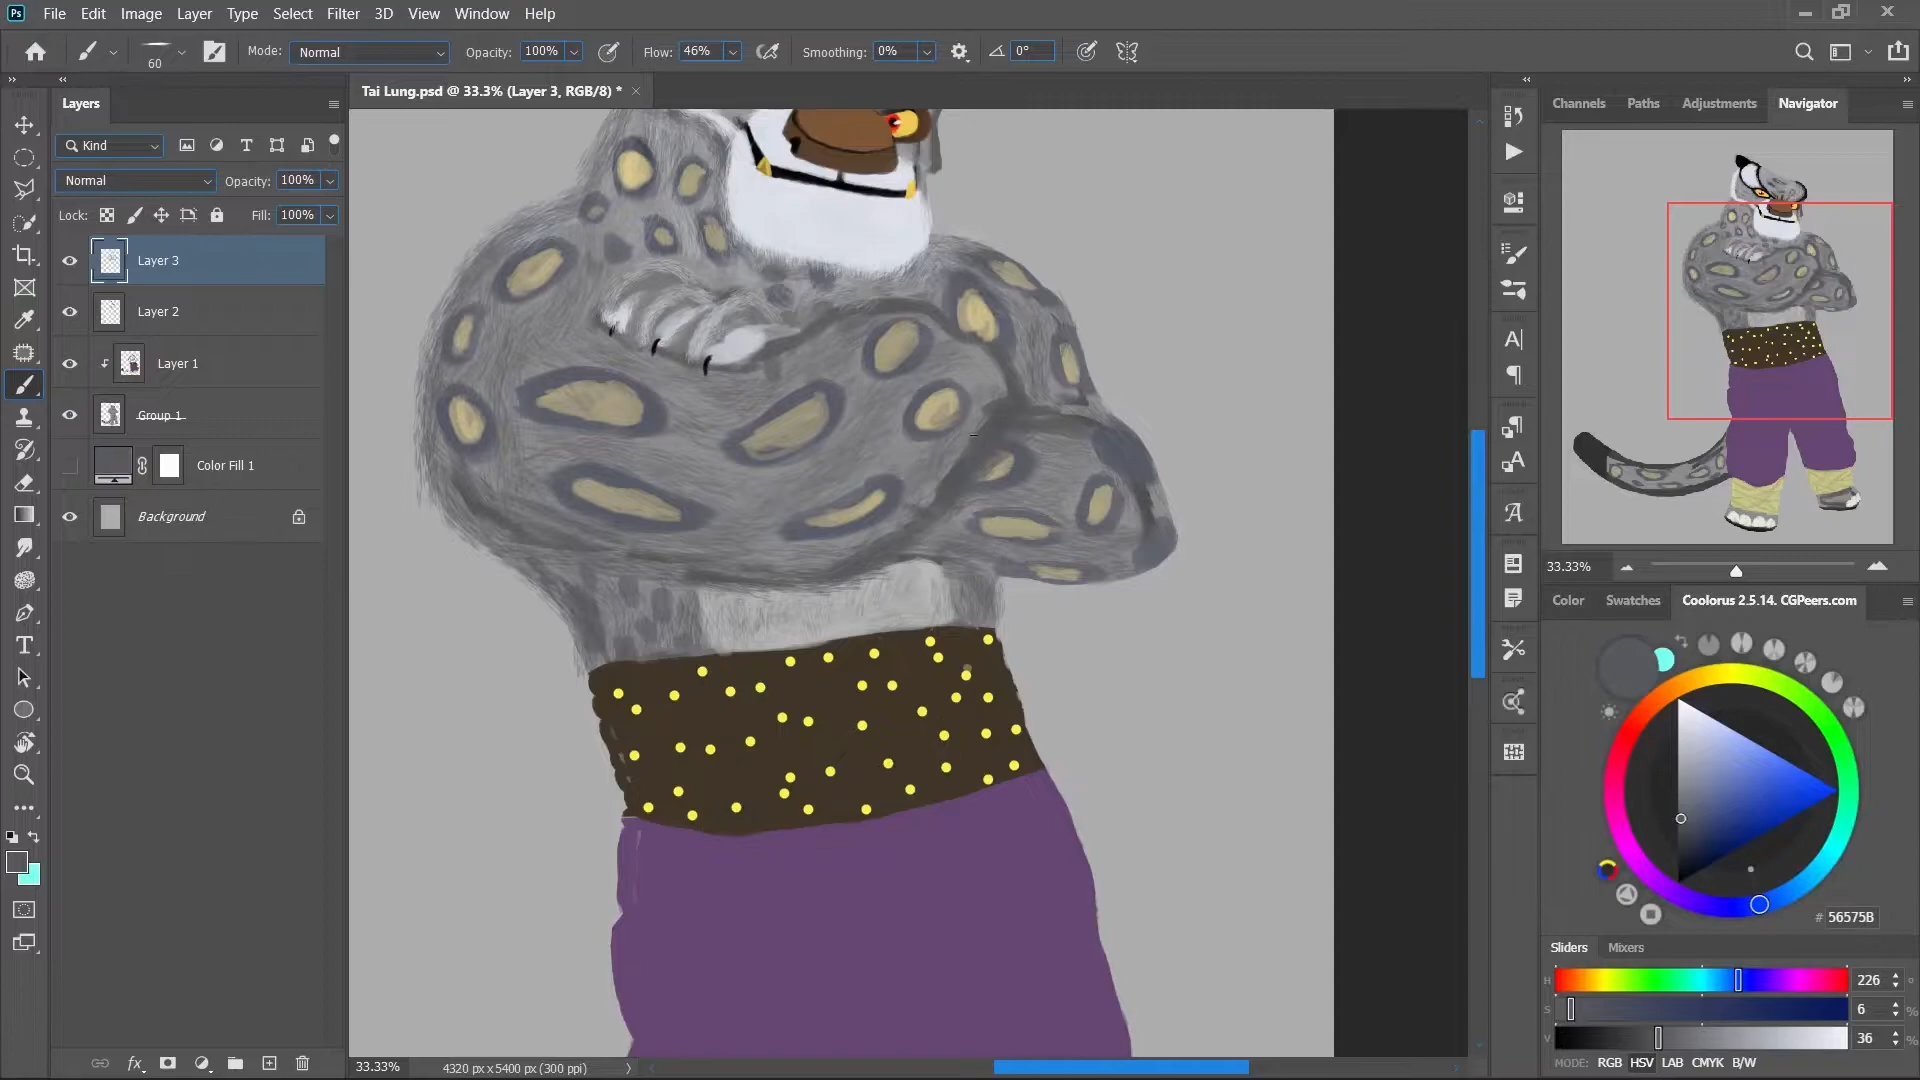 Ps File Edit Image Layer Type Select Filter 3D View Window Help
60 Mode: Normal Opacity: 100% Flow: 46% Smoothing: 0% 0°
Layers
Tai Lung.psd @ 33.3% (Layer 3, RGB/8) *
Channels Paths Adjustments Navigator
Kind
Normal Opacity: 100%
Lock: Fill: 100%
Layer 3
Layer 2
Layer 1
Group 1
Color Fill 1
Background
33.33%
Color Swatches Coolorus 2.5.14. CGPeers.com
# 56575B
Sliders Mixers
H 226 °
S 6 %
V 36 %
MODE: RGB HSV LAB CMYK B/W
fx 33.33% 4320 px x 5400 px (300 ppi)